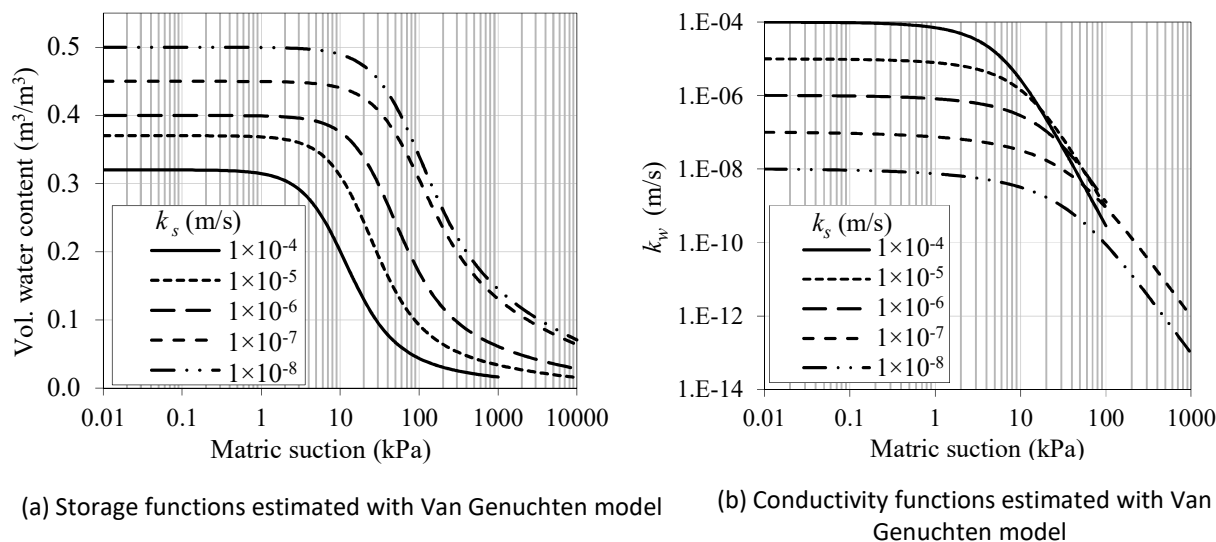 Vol. water content (m³/m³)
0.5
0.4
0.3
0.2
0.1
0.0
k_s (m/s)
1×10⁻⁴
1×10⁻⁵
1×10⁻⁶
1×10⁻⁷
1×10⁻⁸
0.01 0.1 1 10 100 1000 10000
Matric suction (kPa)
(a) Storage functions estimated with Van Genuchten model
k_w (m/s)
1.E-04
1.E-06
1.E-08
1.E-10
1.E-12
1.E-14
k_s (m/s)
1×10⁻⁴
1×10⁻⁵
1×10⁻⁶
1×10⁻⁷
1×10⁻⁸
0.01 0.1 1 10 100 1000
Matric suction (kPa)
(b) Conductivity functions estimated with Van
Genuchten model